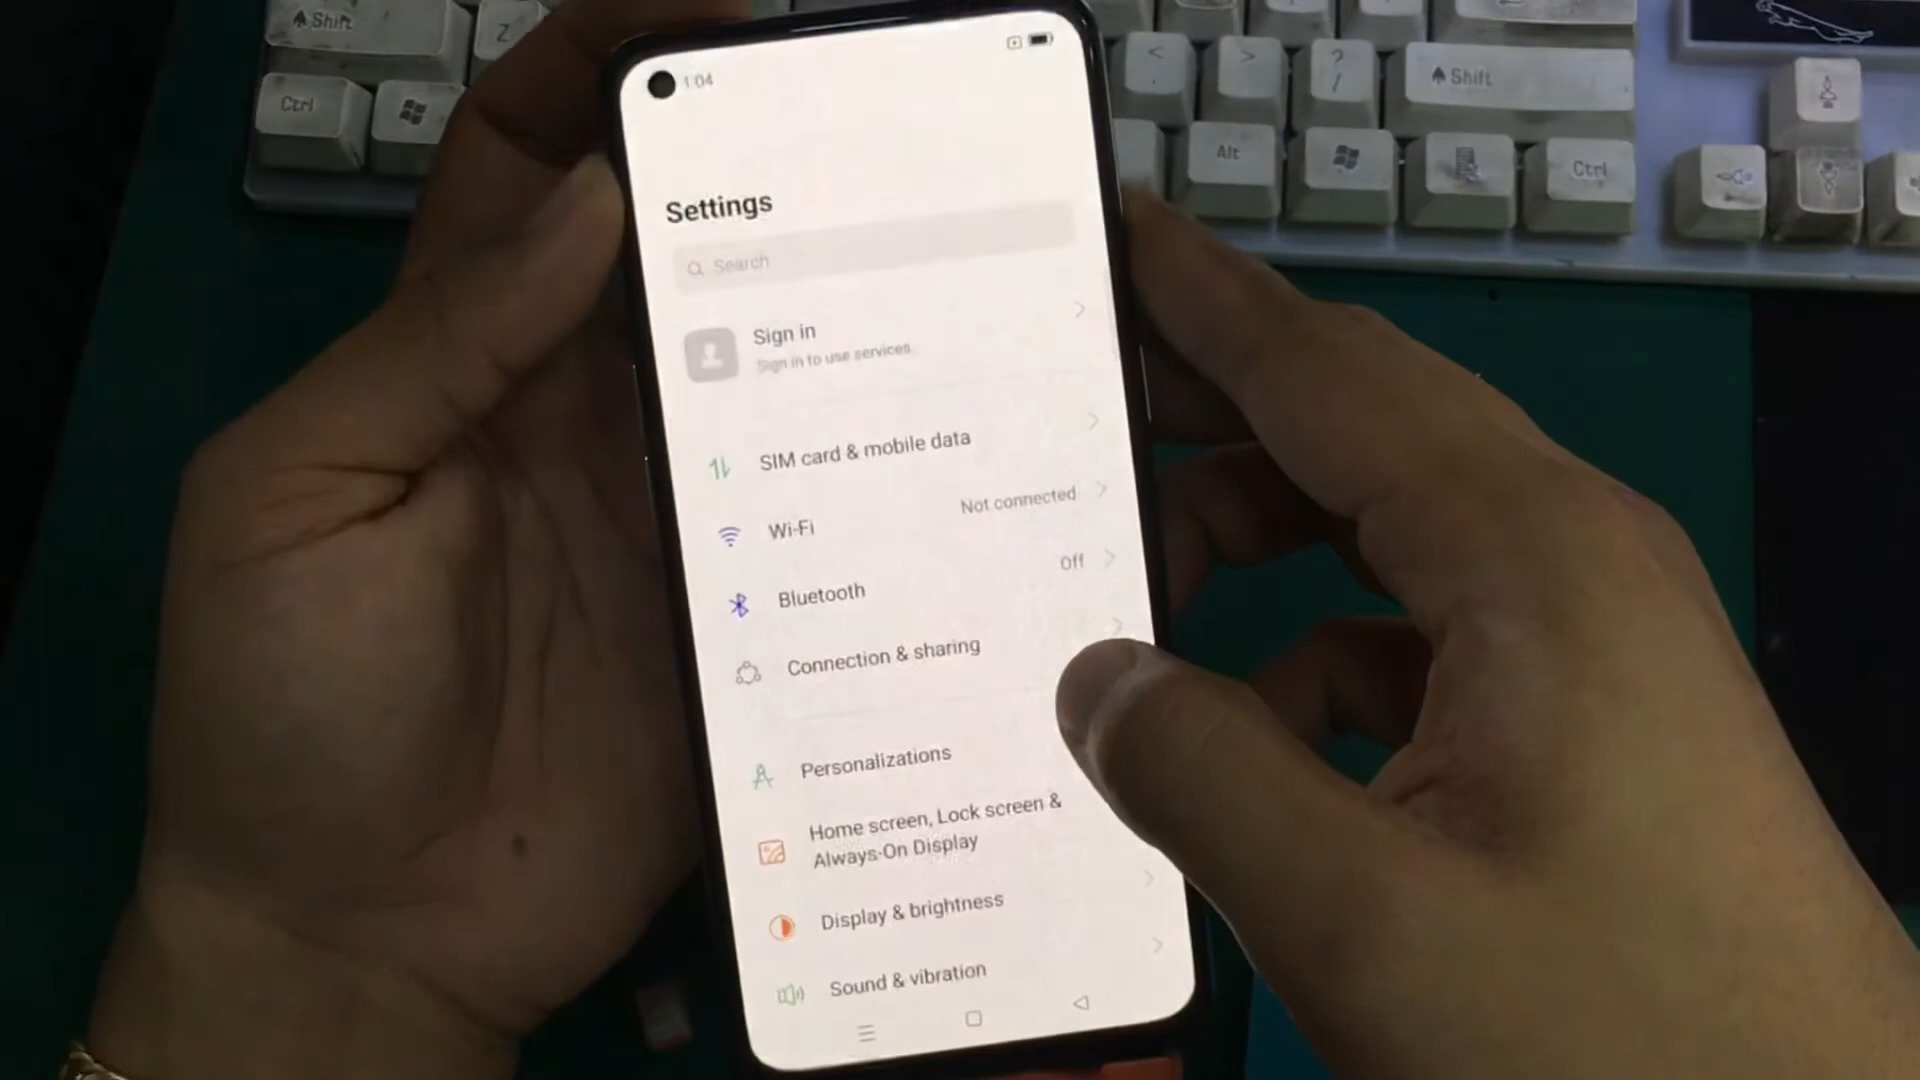 Shift
Z
Ctrl
<
.
>
?
/
Shift
Alt
Ctrl
1:04
Settings
Search
Sign in
Sign in to use services
SIM card & mobile data
Wi-Fi
Not connected
Bluetooth
Off
Connection & sharing
Personalizations
Home screen, Lock screen &
Always-On Display
Display & brightness
Sound & vibration